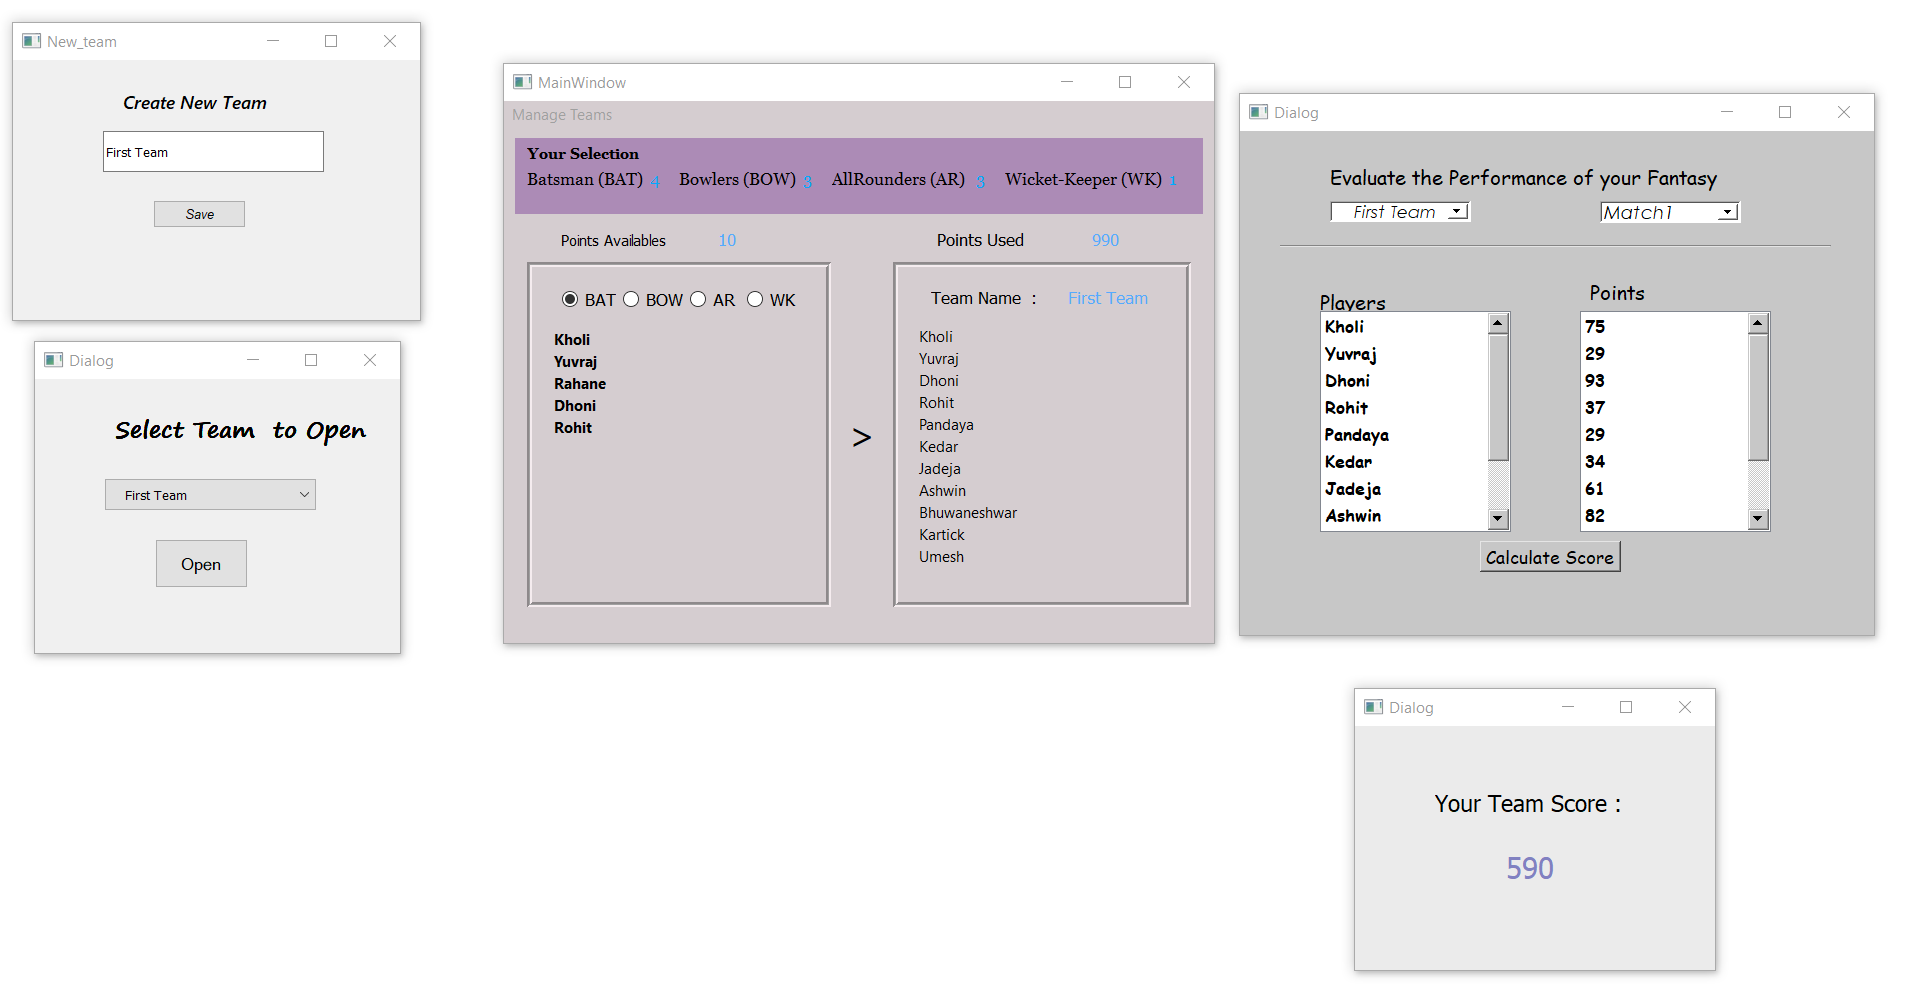 New_team
Create New Team
First Team
Save
Dialog
Select Team to Open
First Team
Open
MainWindow
Manage Teams
Your Selection
Batsman (BAT) 4 Bowlers (BOW) 3 AllRounders (AR) 3 Wicket-Keeper (WK) 1
Points Availables 10
Points Used 990
BAT BOW AR WK
Kholi
Yuvraj
Rahane
Dhoni
Rohit
>
Team Name : First Team
Kholi
Yuvraj
Dhoni
Rohit
Pandaya
Kedar
Jadeja
Ashwin
Bhuwaneshwar
Kartick
Umesh
Dialog
Evaluate the Performance of your Fantasy
First Team Match1
Players
Kholi
Yuvraj
Dhoni
Rohit
Pandaya
Kedar
Jadeja
Ashwin
Points
75
29
93
37
29
34
61
82
Calculate Score
Dialog
Your Team Score :
590